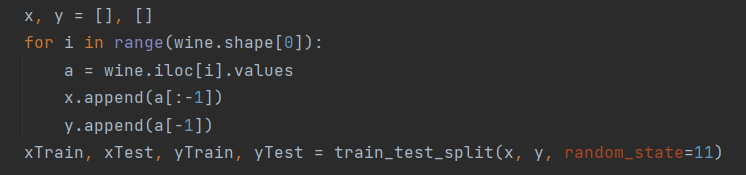 x, y = [], []
for i in range(wine.shape[0]):
    a = wine.iloc[i].values
    x.append(a[:-1])
    y.append(a[-1])
xTrain, xTest, yTrain, yTest = train_test_split(x, y, random_state=11)